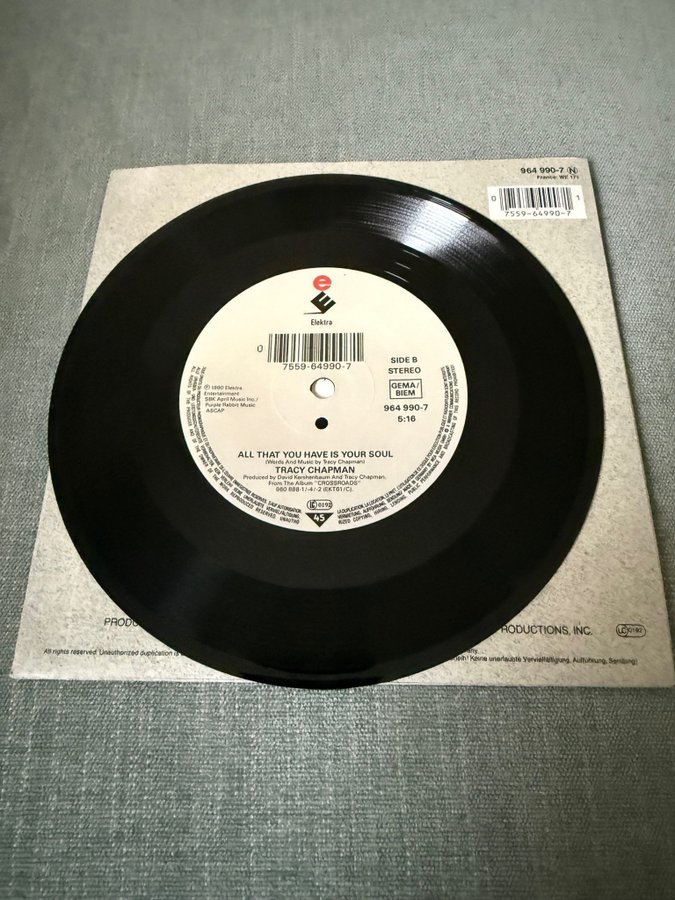 964 990-7 N
France: WE 171
0 1
7559-64990-7
e
Elektra
0
7559-64990-7
SIDE B
STEREO
GEMA/
BIEM
964 990-7
5:16
Elektra
Entertainment
SBK April Music Inc./
Purple Rabbit Music
ASCAP
ALL THAT YOU HAVE IS YOUR SOUL
(Words and Music by Tracy Chapman)
TRACY CHAPMAN
Produced by David Kershenbaum and Tracy Chapman.
From The Album "CROSSROADS"
960 888-1/-4/-2 (EKT61/C).
LC 0192
45
PRODU
RODUCTIONS, INC.
LC 0192
All rights reserved. Unauthorized duplication is
Keine unerlaubte Vervielfältigung, Aufführung, Sendung!